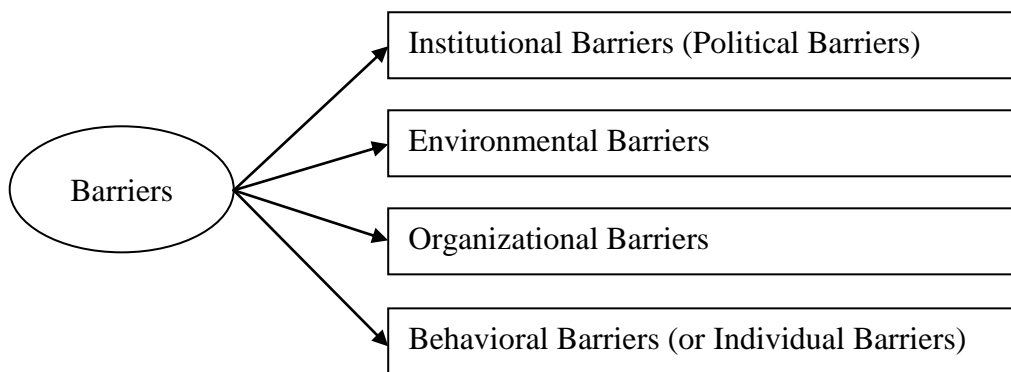 Institutional Barriers (Political Barriers)
Environmental Barriers
Barriers
Organizational Barriers
Behavioral Barriers (or Individual Barriers)